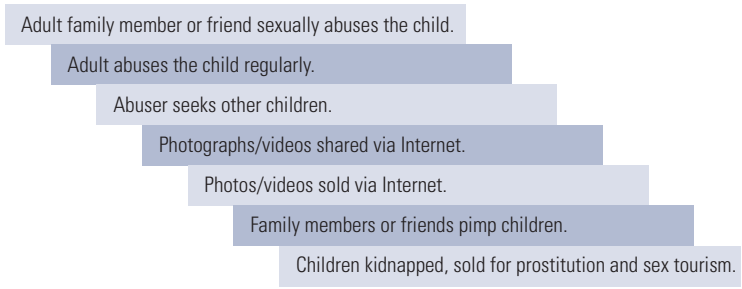 Adult family member or friend sexually abuses the child.
Adult abuses the child regularly.
Abuser seeks other children.
Photographs/videos shared via Internet.
Photos/videos sold via Internet.
Family members or friends pimp children.
Children kidnapped, sold for prostitution and sex tourism.